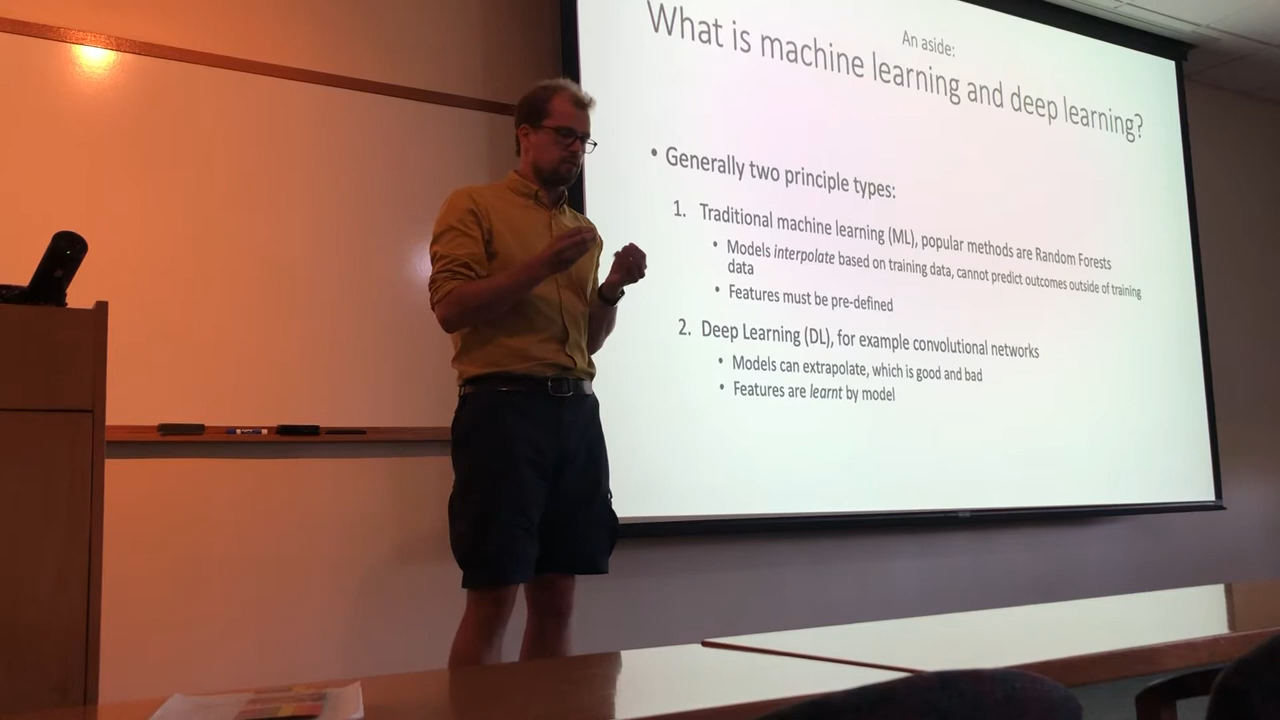 An aside:
What is machine learning and deep learning?
• Generally two principle types:
1. Traditional machine learning (ML), popular methods are Random Forests
• Models interpolate based on training data, cannot predict outcomes outside of training
data
• Features must be pre-defined
2. Deep Learning (DL), for example convolutional networks
• Models can extrapolate, which is good and bad
• Features are learnt by model